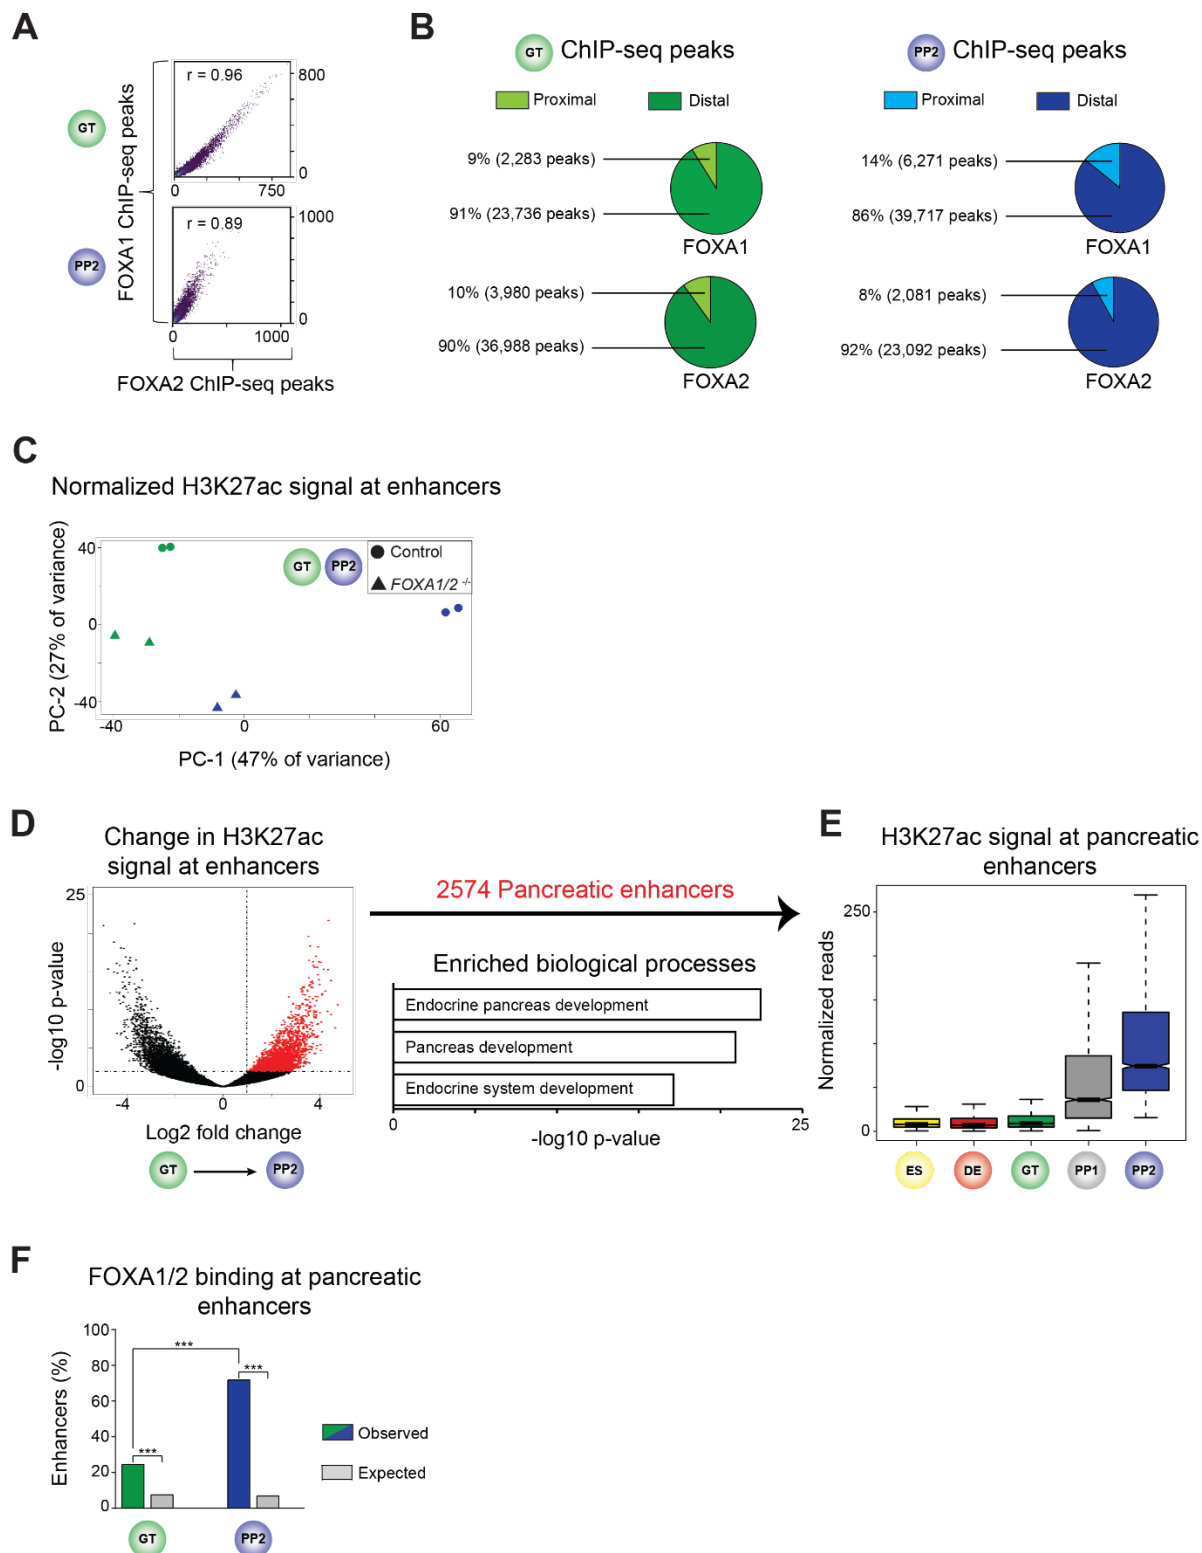 A
GT
PP2
FOXA1 ChIP-seq peaks
r = 0.96
800
0
0
750
r = 0.89
1000
0
0
1000
FOXA2 ChIP-seq peaks
B
GT ChIP-seq peaks
Proximal
Distal
9% (2,283 peaks)
91% (23,736 peaks)
FOXA1
10% (3,980 peaks)
90% (36,988 peaks)
FOXA2
PP2 ChIP-seq peaks
Proximal
Distal
14% (6,271 peaks)
86% (39,717 peaks)
FOXA1
8% (2,081 peaks)
92% (23,092 peaks)
FOXA2
C
Normalized H3K27ac signal at enhancers
PC-2 (27% of variance)
40
0
-40
GT
PP2
Control
FOXA1/2 -/-
-40
0
60
PC-1 (47% of variance)
D
Change in H3K27ac
signal at enhancers
-log10 p-value
25
0
-4
0
4
Log2 fold change
GT
PP2
2574 Pancreatic enhancers
Enriched biological processes
Endocrine pancreas development
Pancreas development
Endocrine system development
0
25
-log10 p-value
E
H3K27ac signal at pancreatic
enhancers
Normalized reads
250
0
ES
DE
GT
PP1
PP2
F
FOXA1/2 binding at pancreatic
enhancers
Enhancers (%)
100
80
60
40
20
0
***
***
***
Observed
Expected
GT
PP2